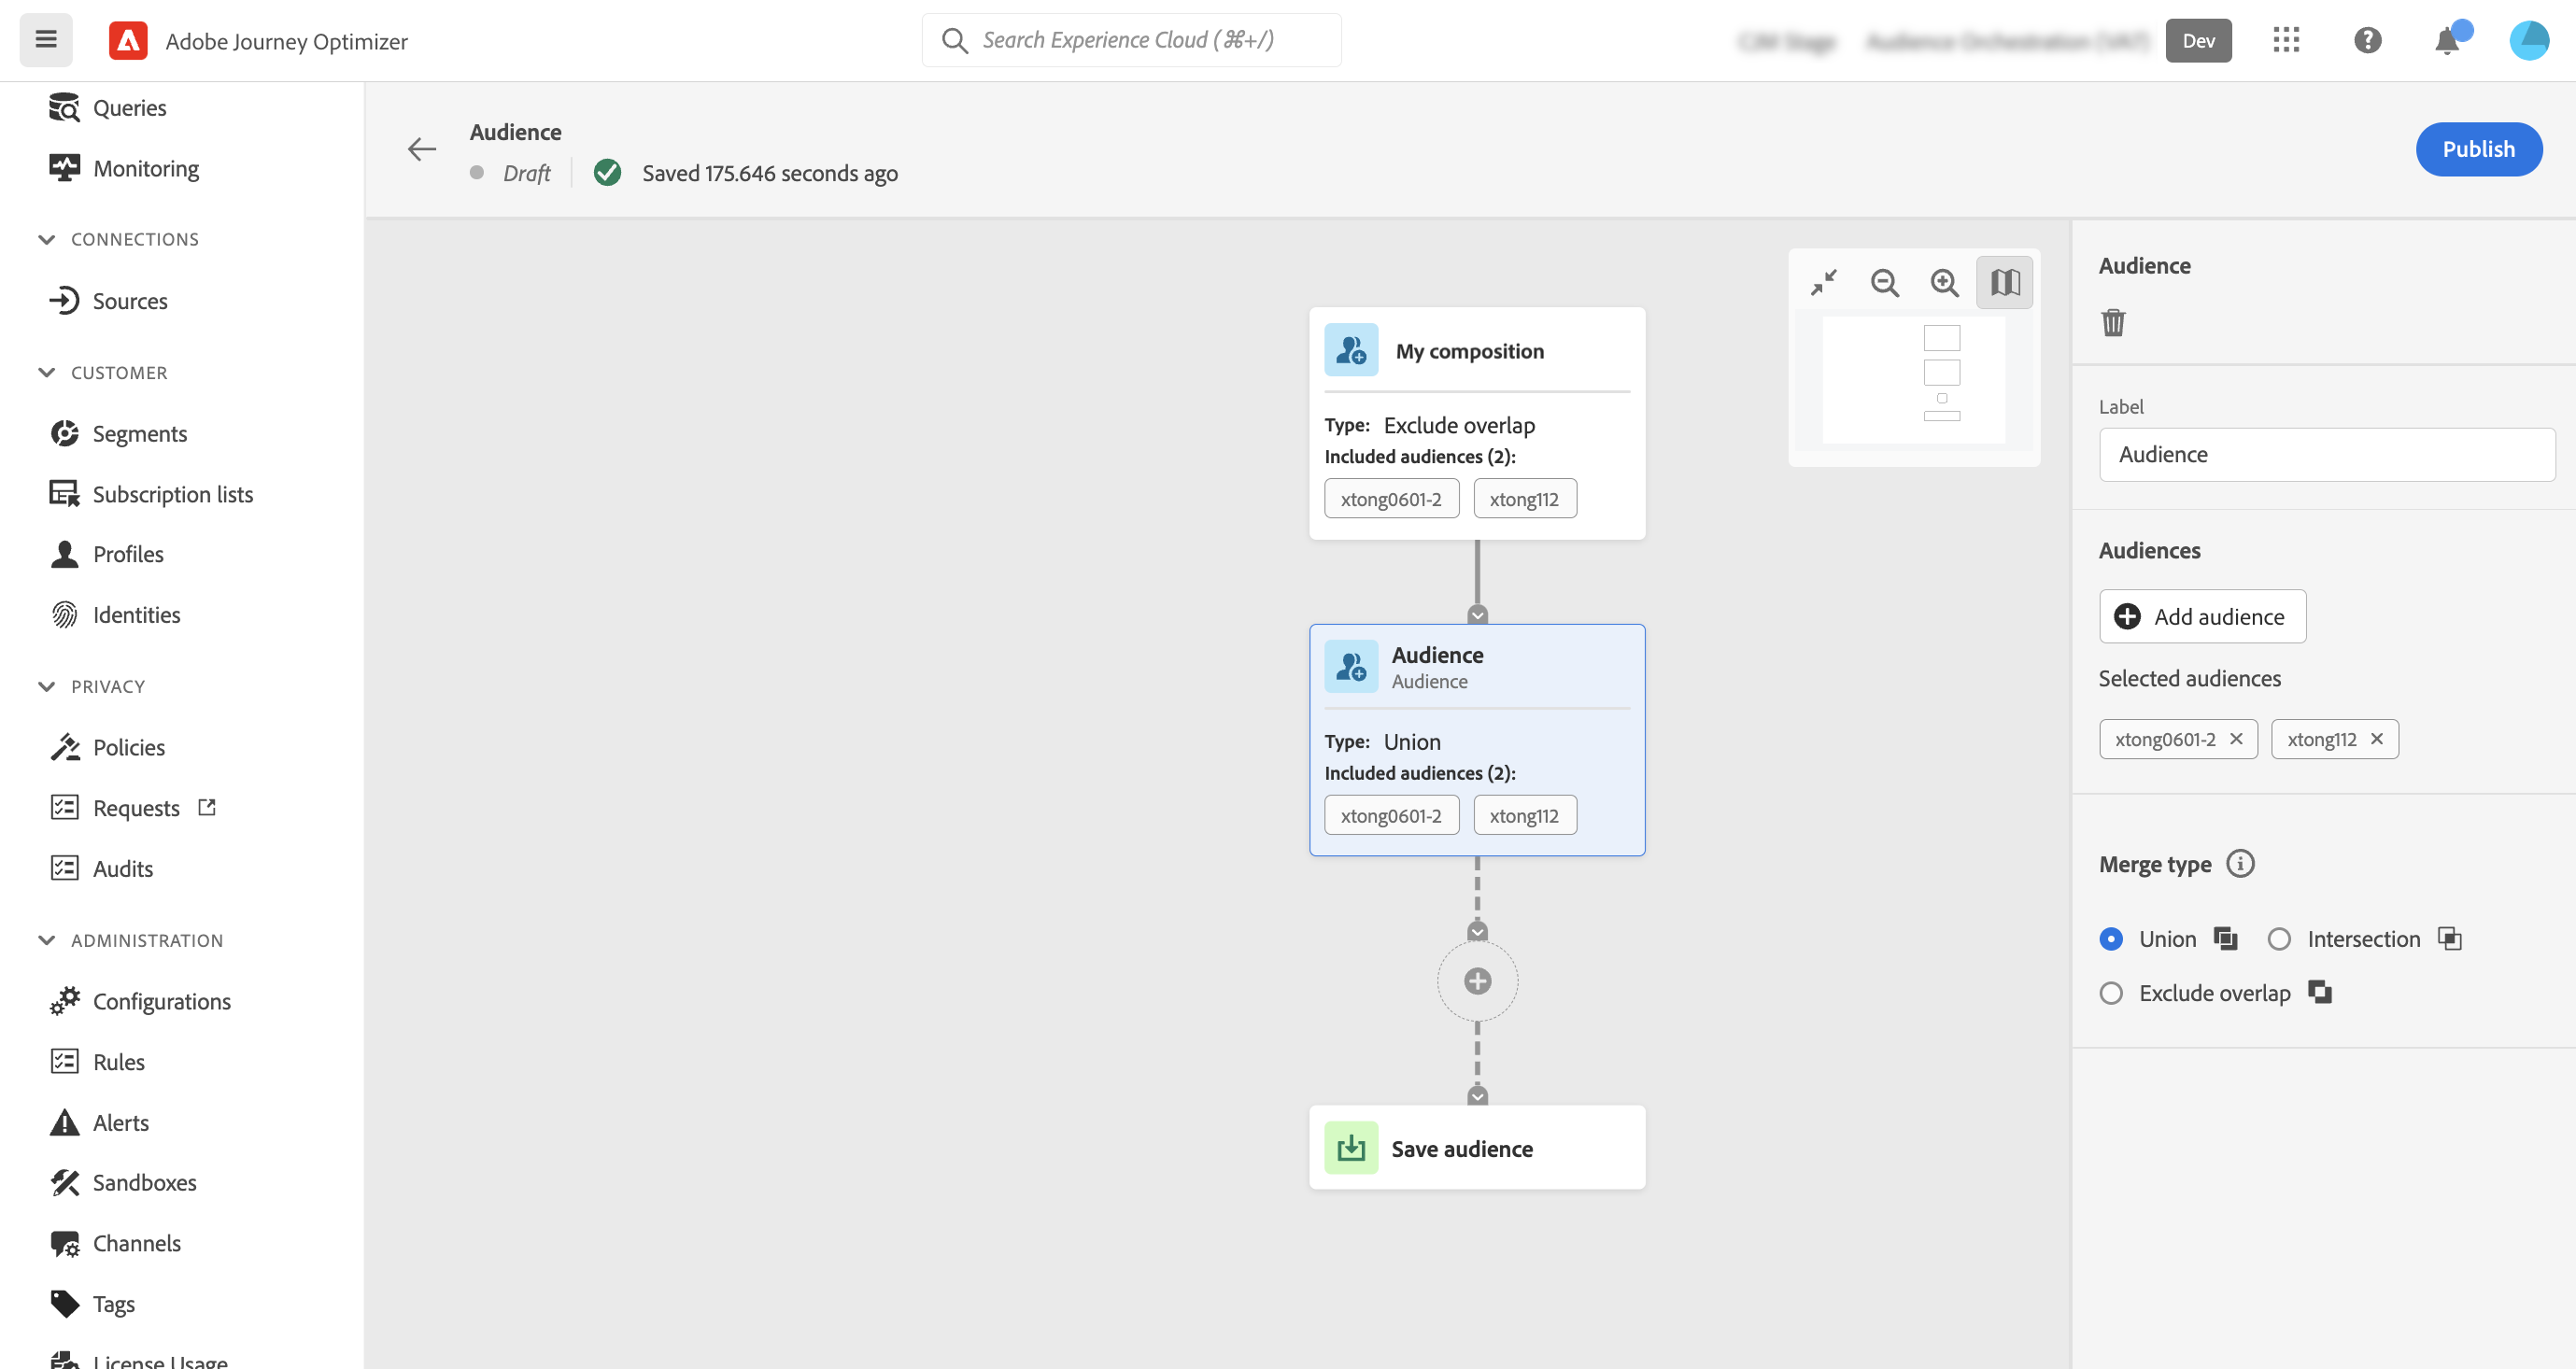 Adobe Journey Optimizer
Search Experience Cloud (⌘+/)
Dev
Queries
Monitoring
CONNECTIONS
Sources
CUSTOMER
Segments
Subscription lists
Profiles
Identities
PRIVACY
Policies
Requests
Audits
ADMINISTRATION
Configurations
Rules
Alerts
Sandboxes
Channels
Tags
License Usage
Audience
Draft
Saved 175.646 seconds ago
Publish
My composition
Type: Exclude overlap
Included audiences (2):
xtong0601-2 xtong112
Audience
Audience
Type: Union
Included audiences (2):
xtong0601-2 xtong112
Save audience
Audience
Label
Audience
Audiences
Add audience
Selected audiences
xtong0601-2 xtong112
Merge type
Union Intersection
Exclude overlap